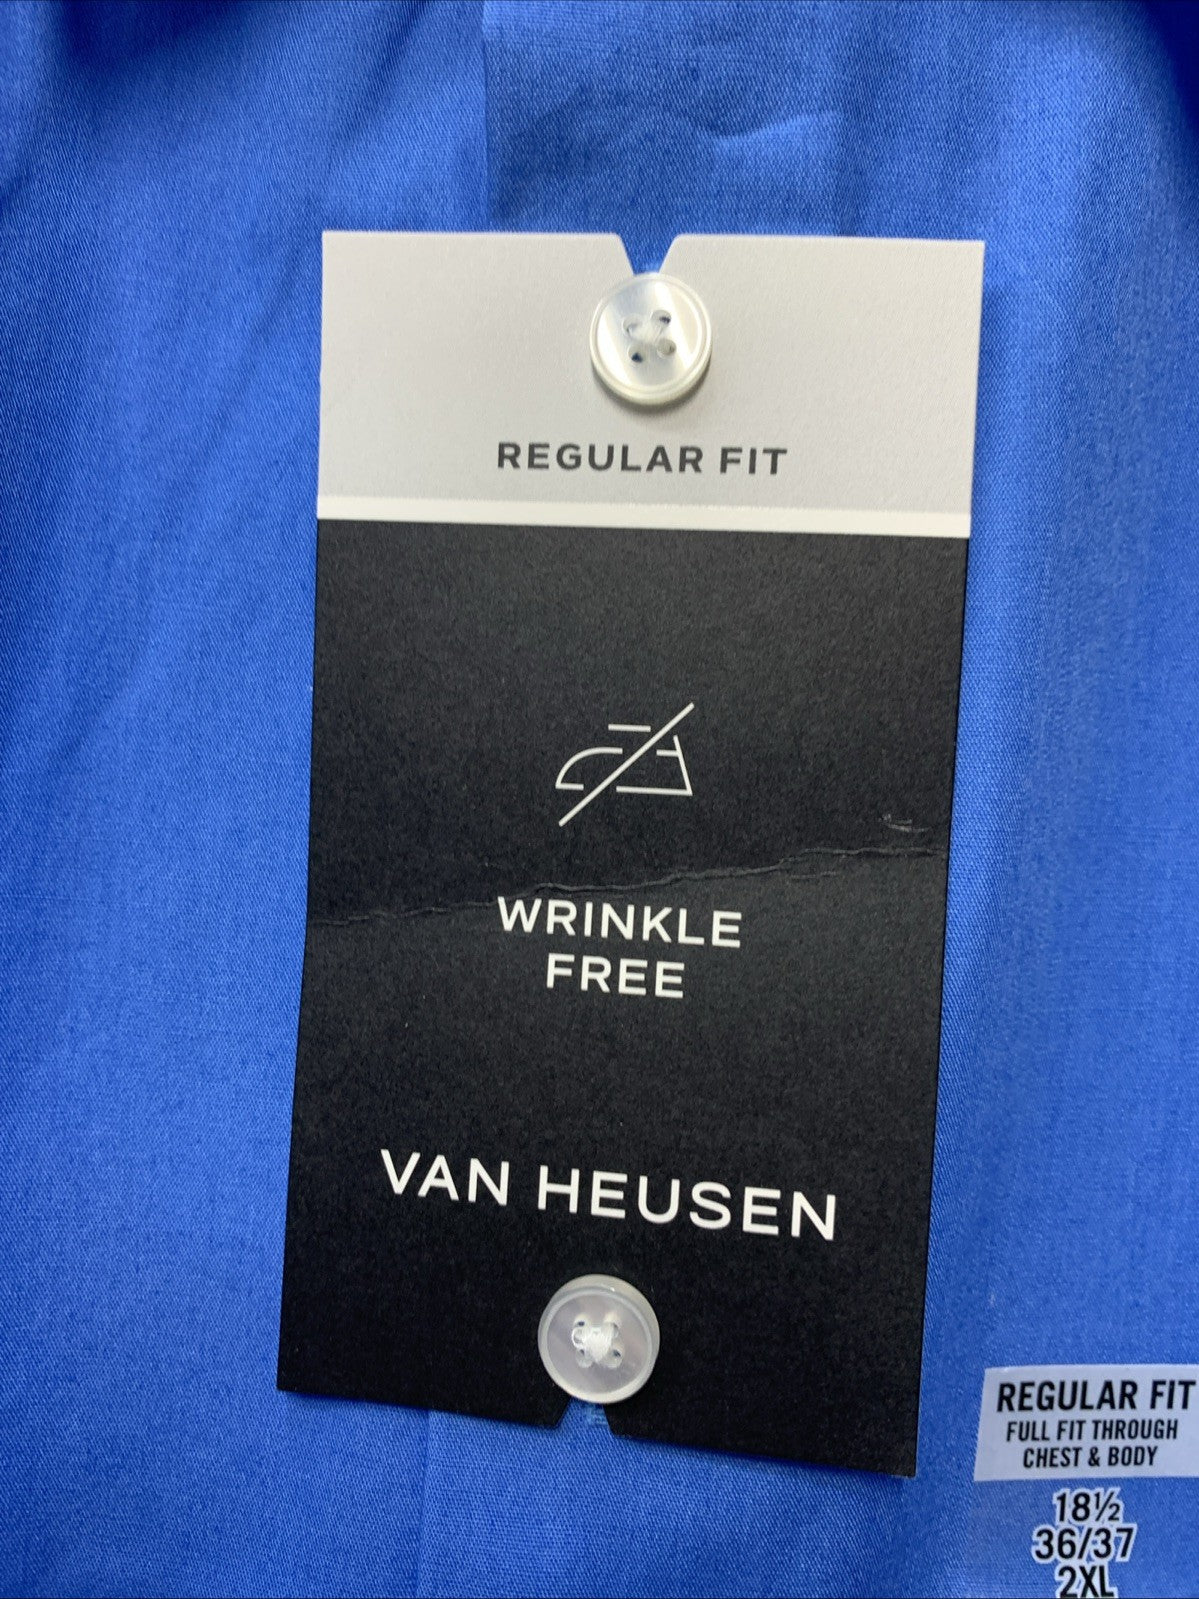 REGULAR FIT
WRINKLE
FREE
VAN HEUSEN
REGULAR FIT
FULL FIT THROUGH
CHEST & BODY
18½
36/37
2XL